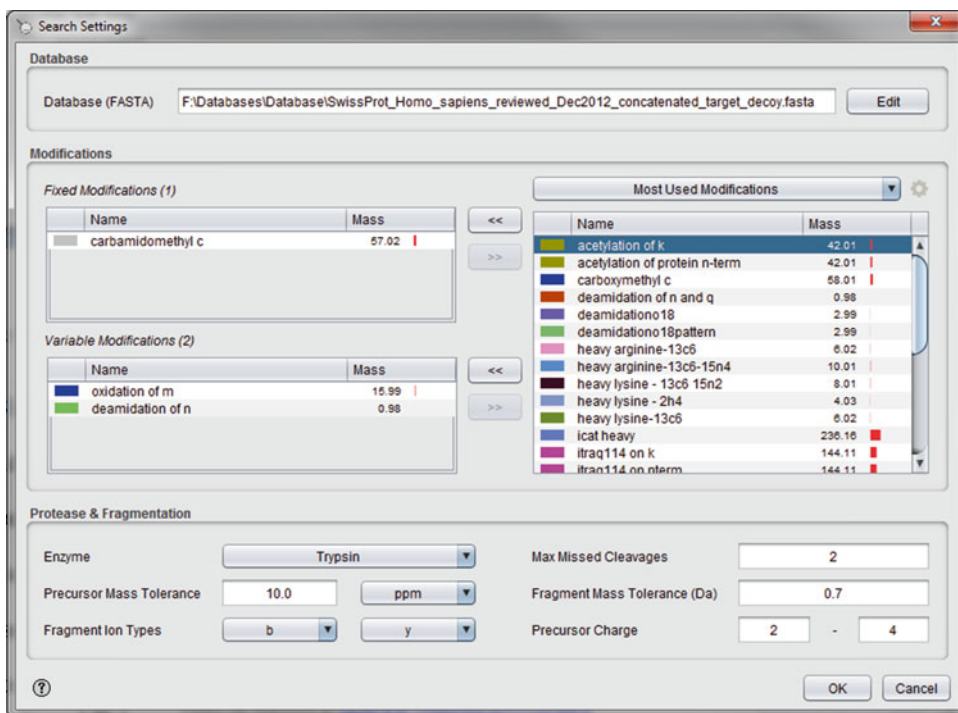 Search Settings
Database
Database (FASTA) F:\Databases\Database\SwissProt_Homo_sapiens_reviewed_Dec2012_concatenated_target_decoy.fasta Edit
Modifications
Fixed Modifications (1)
Name Mass
carbamidomethyl c 57.02
<<
>>
Variable Modifications (2)
Name Mass
oxidation of m 15.99
deamidation of n 0.98
<<
>>
Most Used Modifications
Name Mass
acetylation of k 42.01
acetylation of protein n-term 42.01
carboxymethyl c 58.01
deamidation of n and q 0.98
deamidationo18 2.99
deamidationo18pattern 2.99
heavy arginine-13c6 6.02
heavy arginine-13c6-15n4 10.01
heavy lysine - 13c6 15n2 8.01
heavy lysine - 2h4 4.03
heavy lysine-13c6 6.02
icat heavy 236.16
itraq114 on k 144.11
itraq114 on nterm 144.11
Protease & Fragmentation
Enzyme Trypsin Max Missed Cleavages 2
Precursor Mass Tolerance 10.0 ppm Fragment Mass Tolerance (Da) 0.7
Fragment Ion Types b y Precursor Charge 2 - 4
? OK Cancel